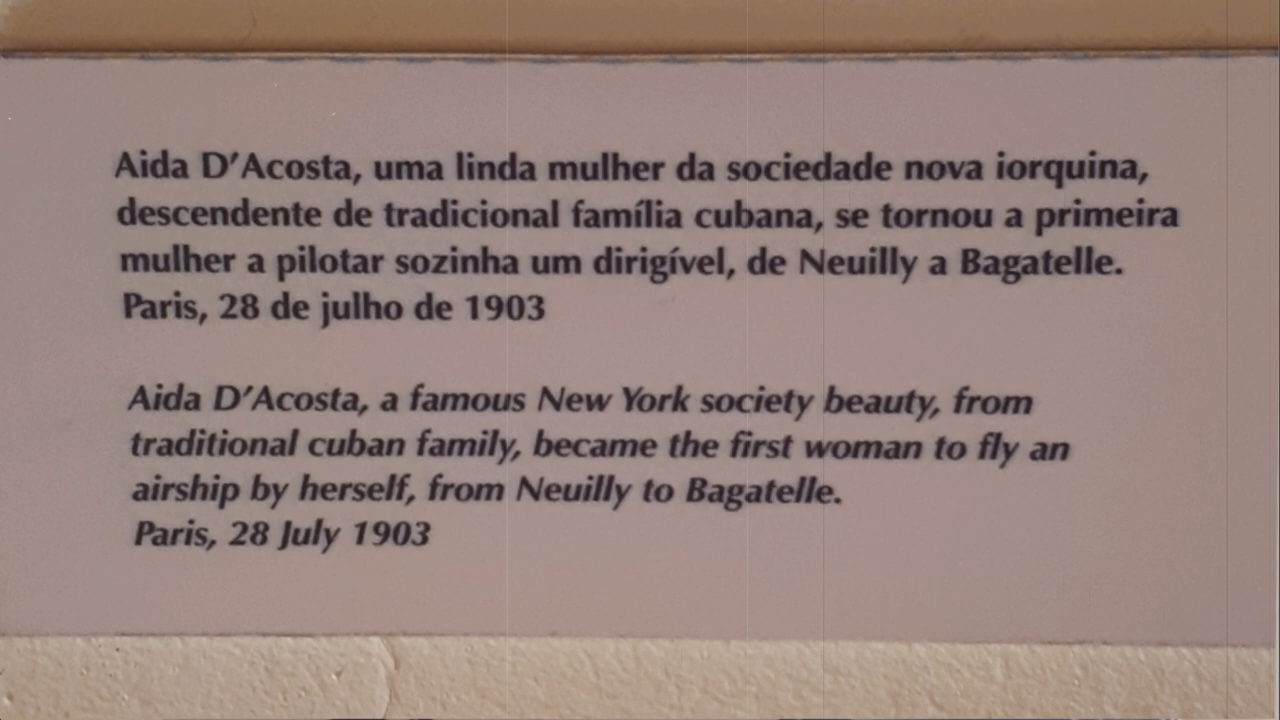 Aida D'Acosta, uma linda mulher da sociedade nova iorquina,
descendente de tradicional família cubana, se tornou a primeira
mulher a pilotar sozinha um dirigível, de Neuilly a Bagatelle.
Paris, 28 de julho de 1903
Aida D'Acosta, a famous New York society beauty, from
traditional cuban family, became the first woman to fly an
airship by herself, from Neuilly to Bagatelle.
Paris, 28 July 1903